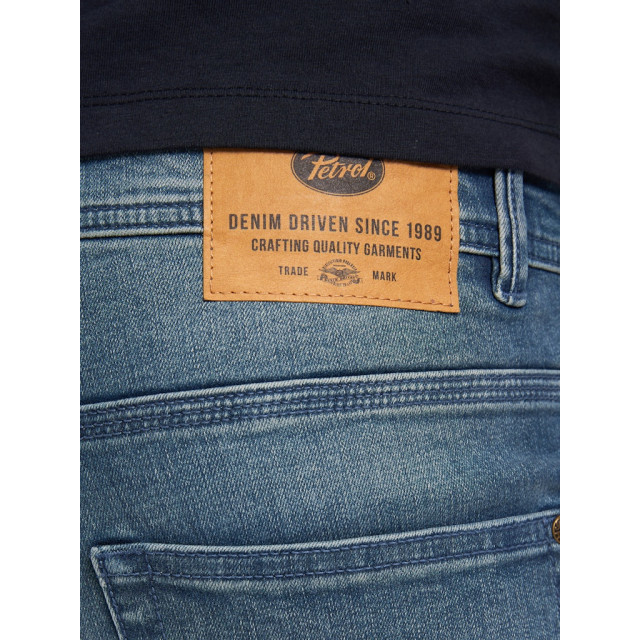 Petrol®
DENIM DRIVEN SINCE 1989
CRAFTING QUALITY GARMENTS
TRADE MARK